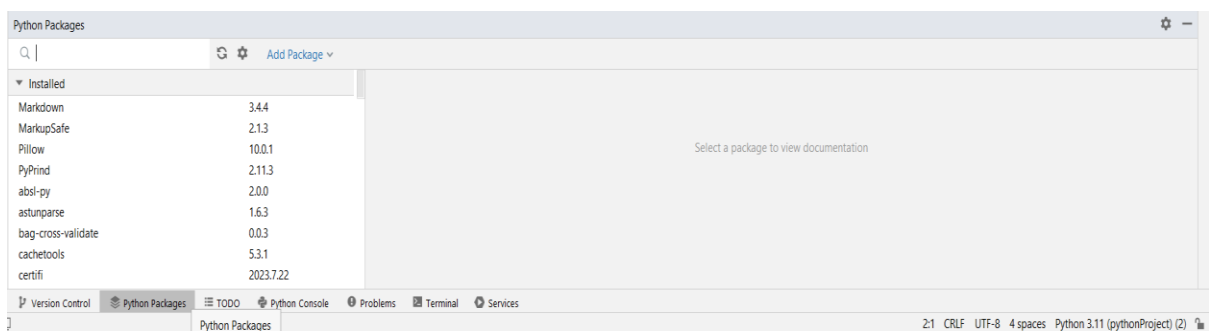 Python Packages
Add Package
Installed
Markdown 3.4.4
MarkupSafe 2.1.3
Pillow 10.0.1
PyPrind 2.11.3
absl-py 2.0.0
astunparse 1.6.3
bag-cross-validate 0.0.3
cachetools 5.3.1
certifi 2023.7.22
Select a package to view documentation
Version Control Python Packages TODO Python Console Problems Terminal Services
Python Packages
2:1 CRLF UTF-8 4 spaces Python 3.11 (pythonProject) (2)